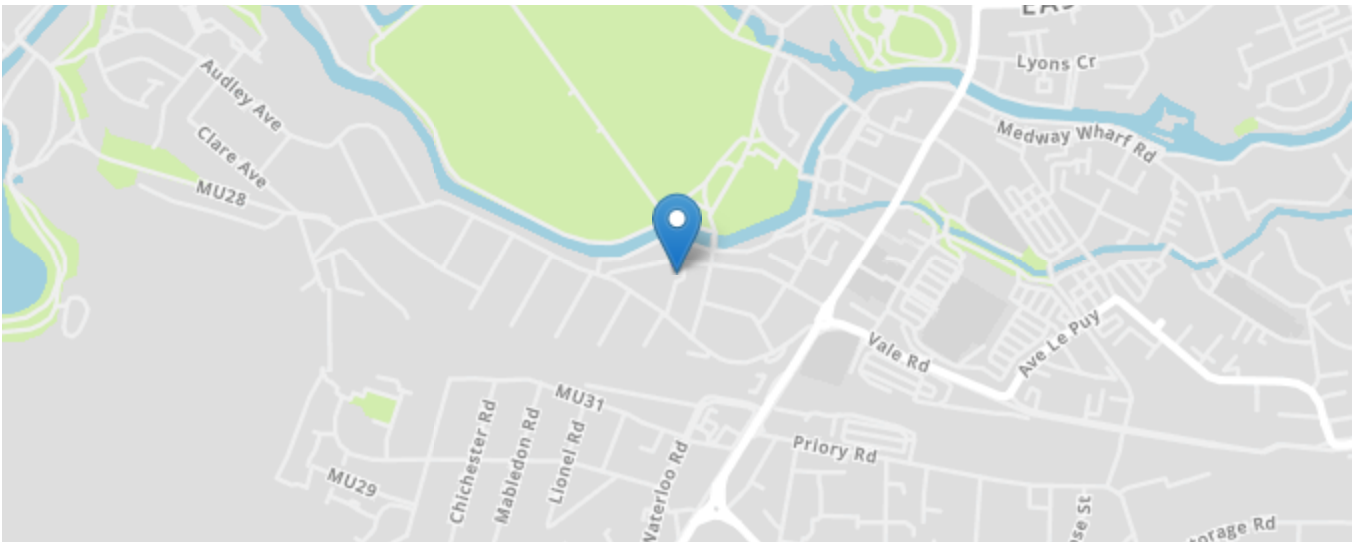 Lyons Cr
Audley Ave
Medway Wharf Rd
Clare Ave
MU28
Ave Le Puy
Vale Rd
MU31
Chichester Rd
Mabledon Rd
Lionel Rd
Waterloo Rd
Priory Rd
MU29